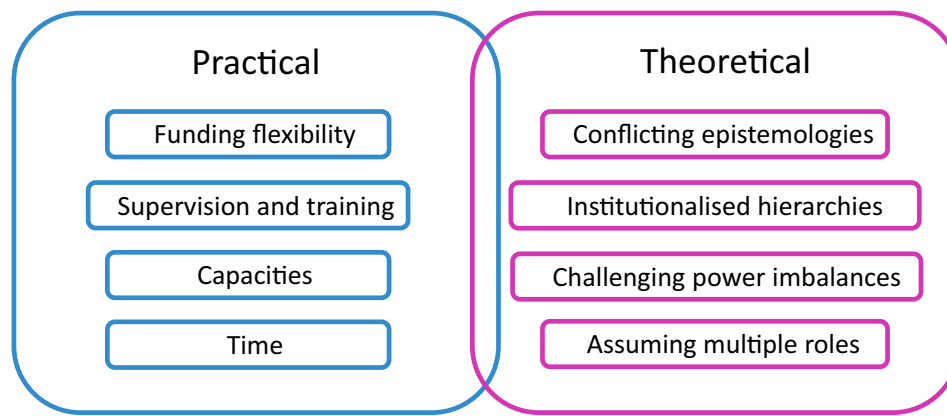 Practical
Funding flexibility
Supervision and training
Capacities
Time
Theoretical
Conflicting epistemologies
Institutionalised hierarchies
Challenging power imbalances
Assuming multiple roles